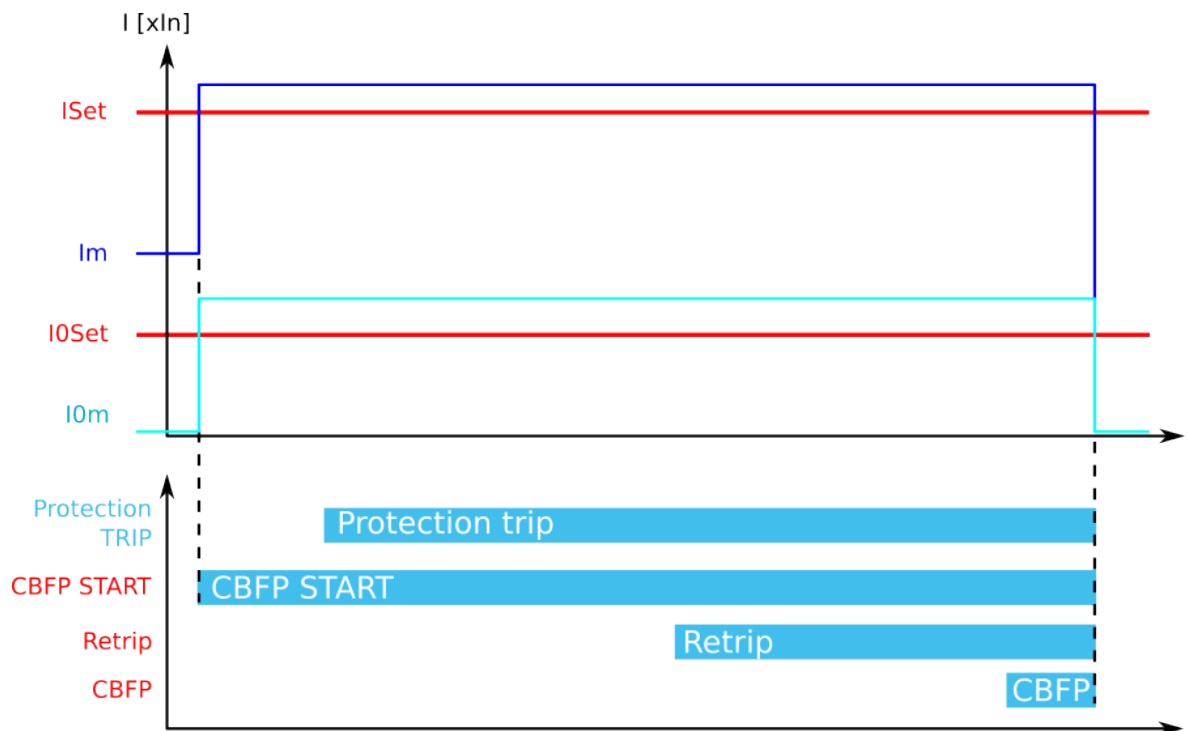 I [xIn]
ISet
Im
I0Set
I0m
Protection
TRIP
Protection trip
CBFP START
CBFP START
Retrip
Retrip
CBFP
CBFP